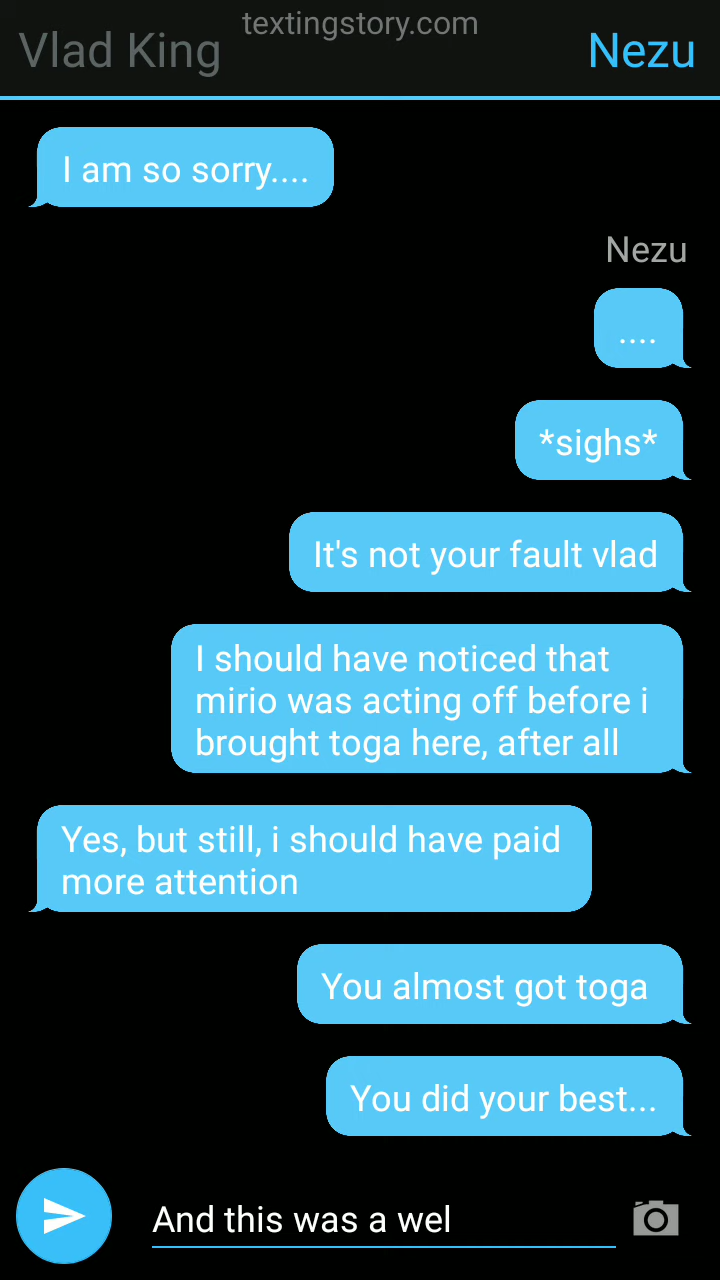 textingstory.com
Vlad King
Nezu
I am so sorry....
Nezu
....
*sighs*
It's not your fault vlad
I should have noticed that
mirio was acting off before i
brought toga here, after all
Yes, but still, i should have paid
more attention
You almost got toga
You did your best...
And this was a wel